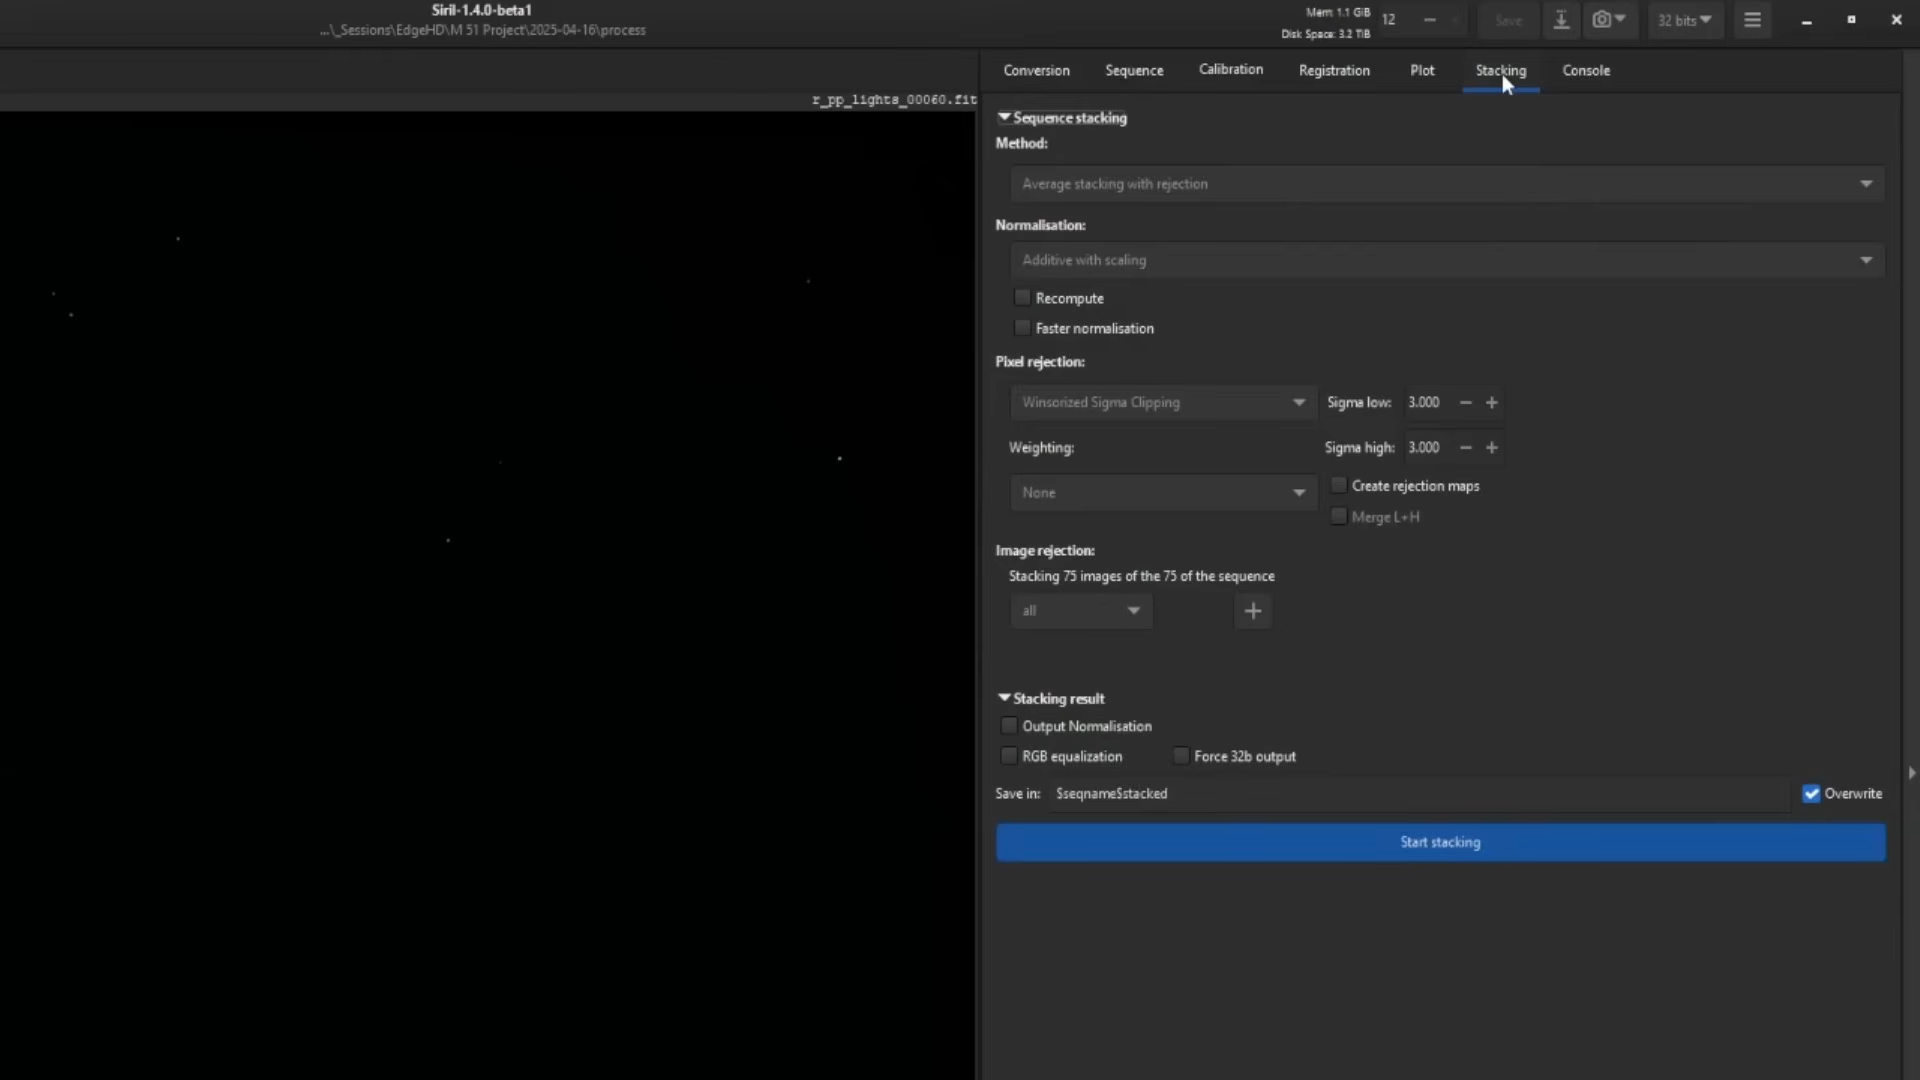 Siril-1.4.0-beta1
...\_Sessions\EdgeHD\M 51 Project\2025-04-16\process
Mem: 1.1 GiB
Disk Space: 3.2 TiB
12
Save
32 bits
Conversion
Sequence
Calibration
Registration
Plot
Stacking
Console
r_pp_lights_00060.fit
Sequence stacking
Method:
Average stacking with rejection
Normalisation:
Additive with scaling
Recompute
Faster normalisation
Pixel rejection:
Winsorized Sigma Clipping
Sigma low: 3.000
Weighting:
Sigma high: 3.000
None
Create rejection maps
Merge L+H
Image rejection:
Stacking 75 images of the 75 of the sequence
all
Stacking result
Output Normalisation
RGB equalization
Force 32b output
Save in: $seqname$stacked
Overwrite
Start stacking